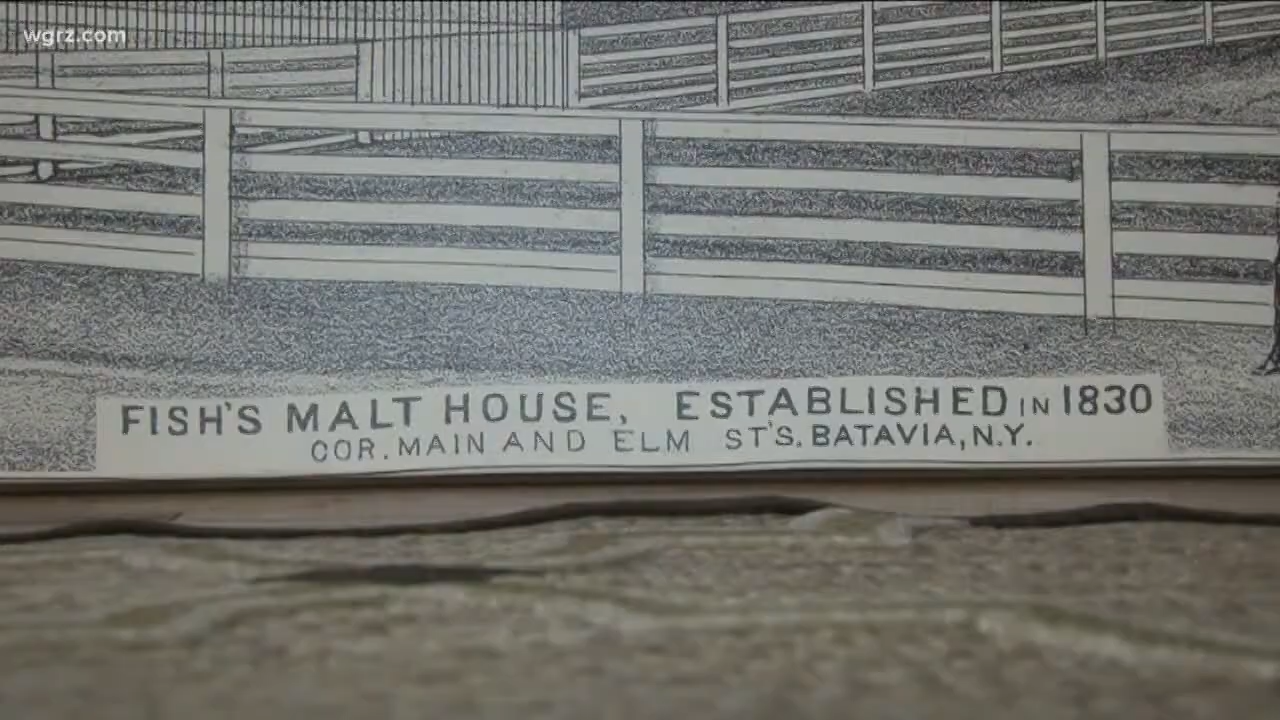 wgrz.com
FISH'S MALT HOUSE, ESTABLISHED IN 1830
COR. MAIN AND ELM ST'S. BATAVIA, N.Y.